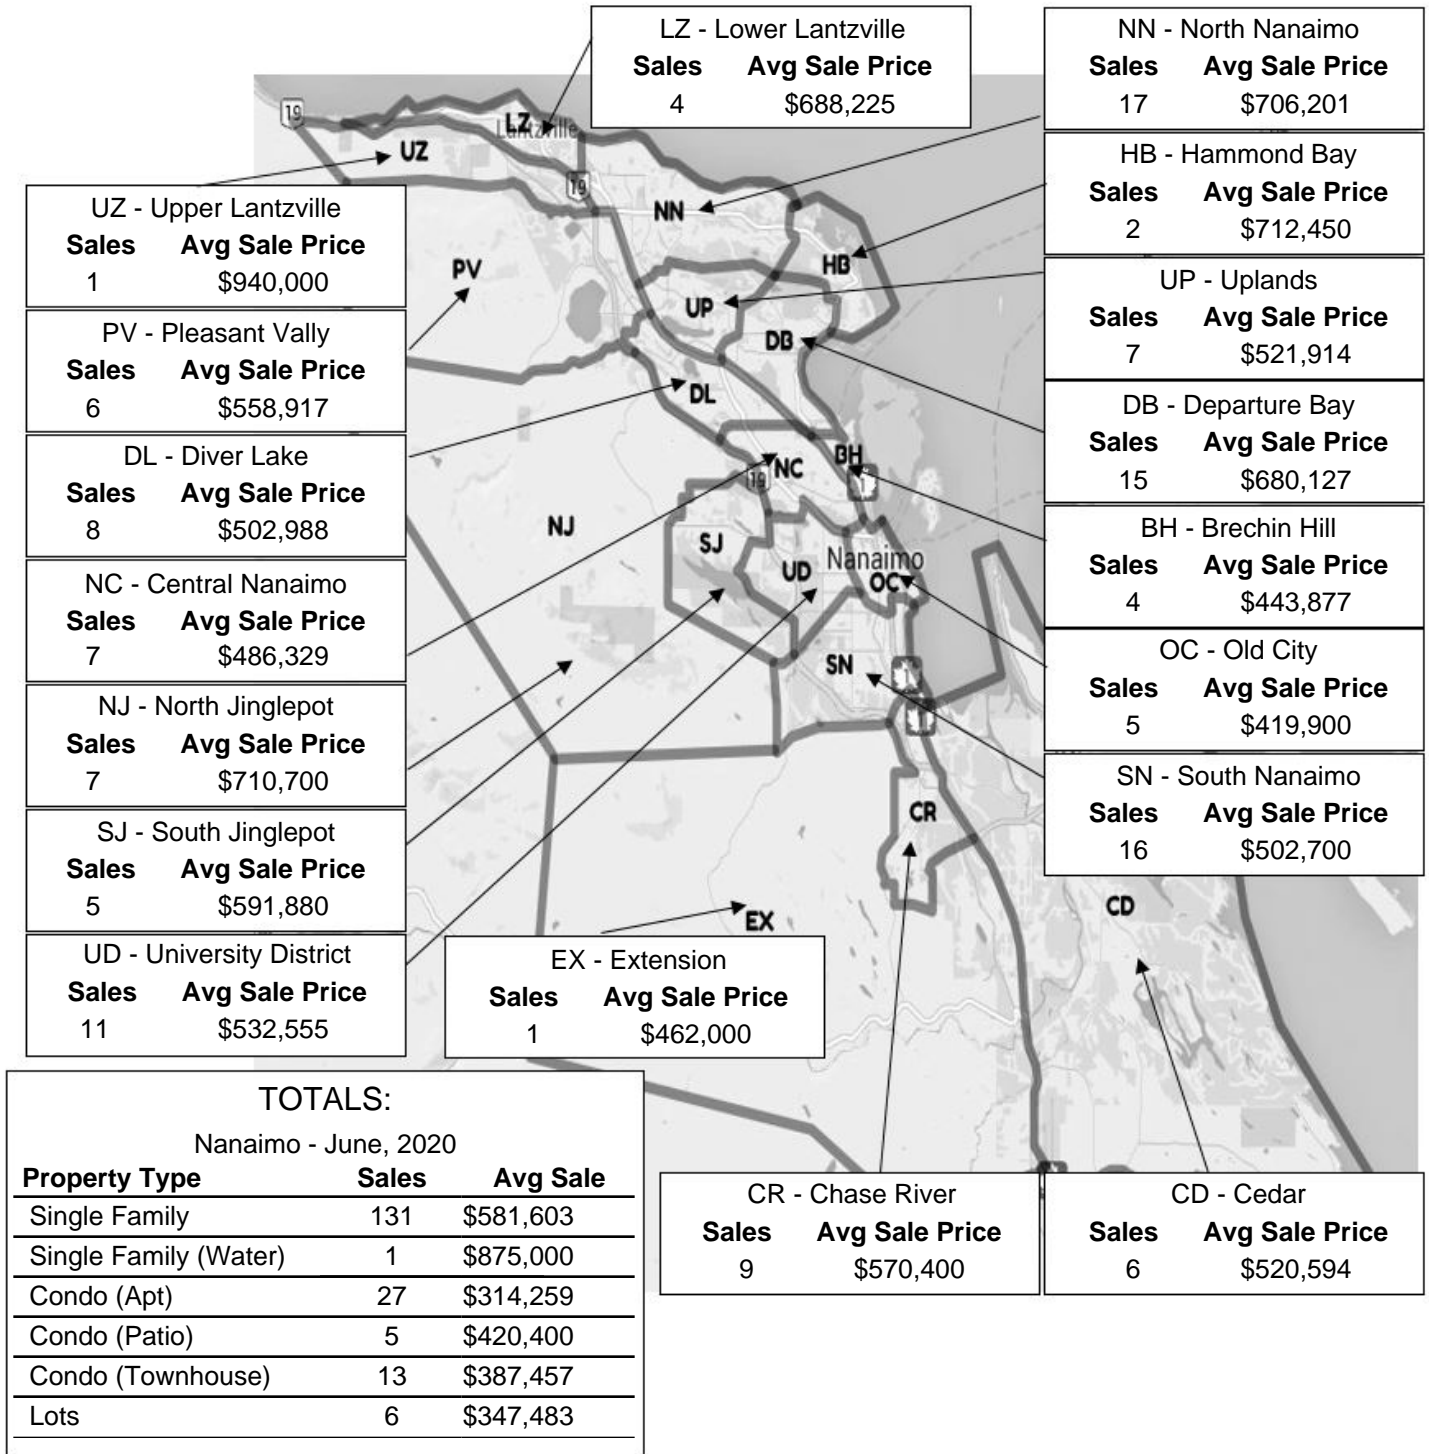 LZ - Lower Lantzville
Sales Avg Sale Price
4 $688,225
NN - North Nanaimo
Sales Avg Sale Price
17 $706,201
HB - Hammond Bay
Sales Avg Sale Price
2 $712,450
UP - Uplands
Sales Avg Sale Price
7 $521,914
DB - Departure Bay
Sales Avg Sale Price
15 $680,127
BH - Brechin Hill
Sales Avg Sale Price
4 $443,877
OC - Old City
Sales Avg Sale Price
5 $419,900
SN - South Nanaimo
Sales Avg Sale Price
16 $502,700
UZ - Upper Lantzville
Sales Avg Sale Price
1 $940,000
PV - Pleasant Vally
Sales Avg Sale Price
6 $558,917
DL - Diver Lake
Sales Avg Sale Price
8 $502,988
NC - Central Nanaimo
Sales Avg Sale Price
7 $486,329
NJ - North Jinglepot
Sales Avg Sale Price
7 $710,700
SJ - South Jinglepot
Sales Avg Sale Price
5 $591,880
UD - University District
Sales Avg Sale Price
11 $532,555
EX - Extension
Sales Avg Sale Price
1 $462,000
CR - Chase River
Sales Avg Sale Price
9 $570,400
CD - Cedar
Sales Avg Sale Price
6 $520,594
19
LZ
Lantzville
UZ
19
NN
PV
HB
UP
DB
DL
BH
NC
19
1
NJ
SJ
Nanaimo
UD
OC
SN
1
CR
CD
EX
TOTALS:
Nanaimo - June, 2020
Property Type Sales Avg Sale
Single Family 131 $581,603
Single Family (Water) 1 $875,000
Condo (Apt) 27 $314,259
Condo (Patio) 5 $420,400
Condo (Townhouse) 13 $387,457
Lots 6 $347,483